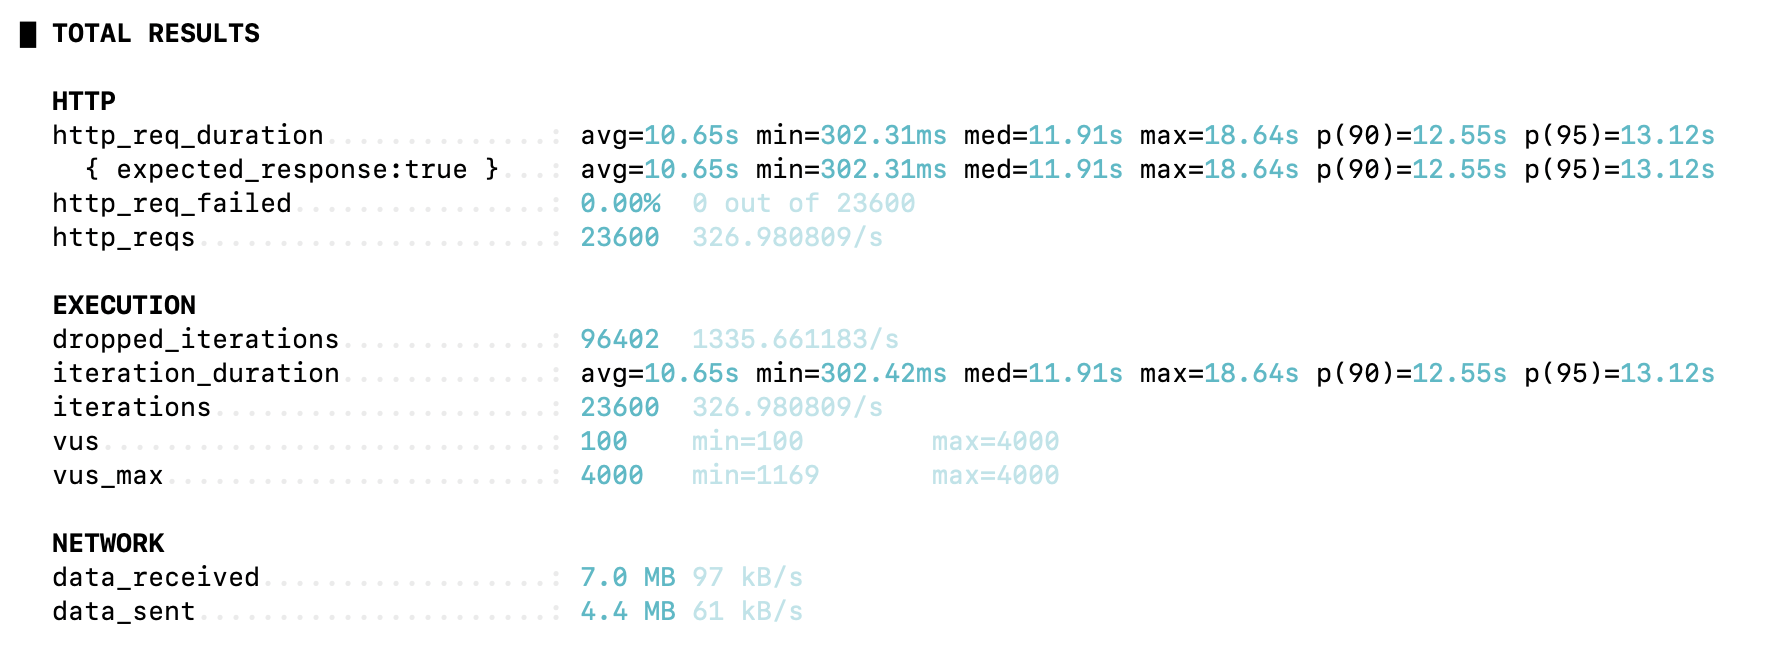 █ TOTAL RESULTS
HTTP
http_req_duration..............: avg=10.65s min=302.31ms med=11.91s max=18.64s p(90)=12.55s p(95)=13.12s
{ expected_response:true }...: avg=10.65s min=302.31ms med=11.91s max=18.64s p(90)=12.55s p(95)=13.12s
http_req_failed................: 0.00% 0 out of 23600
http_reqs......................: 23600 326.980809/s
EXECUTION
dropped_iterations.............: 96402 1335.661183/s
iteration_duration.............: avg=10.65s min=302.42ms med=11.91s max=18.64s p(90)=12.55s p(95)=13.12s
iterations.....................: 23600 326.980809/s
vus............................: 100 min=100 max=4000
vus_max........................: 4000 min=1169 max=4000
NETWORK
data_received..................: 7.0 MB 97 kB/s
data_sent......................: 4.4 MB 61 kB/s